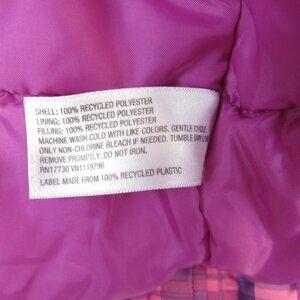 SHELL: 100% RECYCLED POLYESTER
LINING: 100% RECYCLED POLYESTER
FILLING: 100% RECYCLED POLYESTER
MACHINE WASH COLD WITH LIKE COLORS. GENTLE CYCLE.
ONLY NON-CHLORINE BLEACH IF NEEDED. TUMBLE DRY LOW
REMOVE PROMPTLY. DO NOT IRON.
RN17730 VN1119796
LABEL MADE FROM 100% RECYCLED PLASTIC